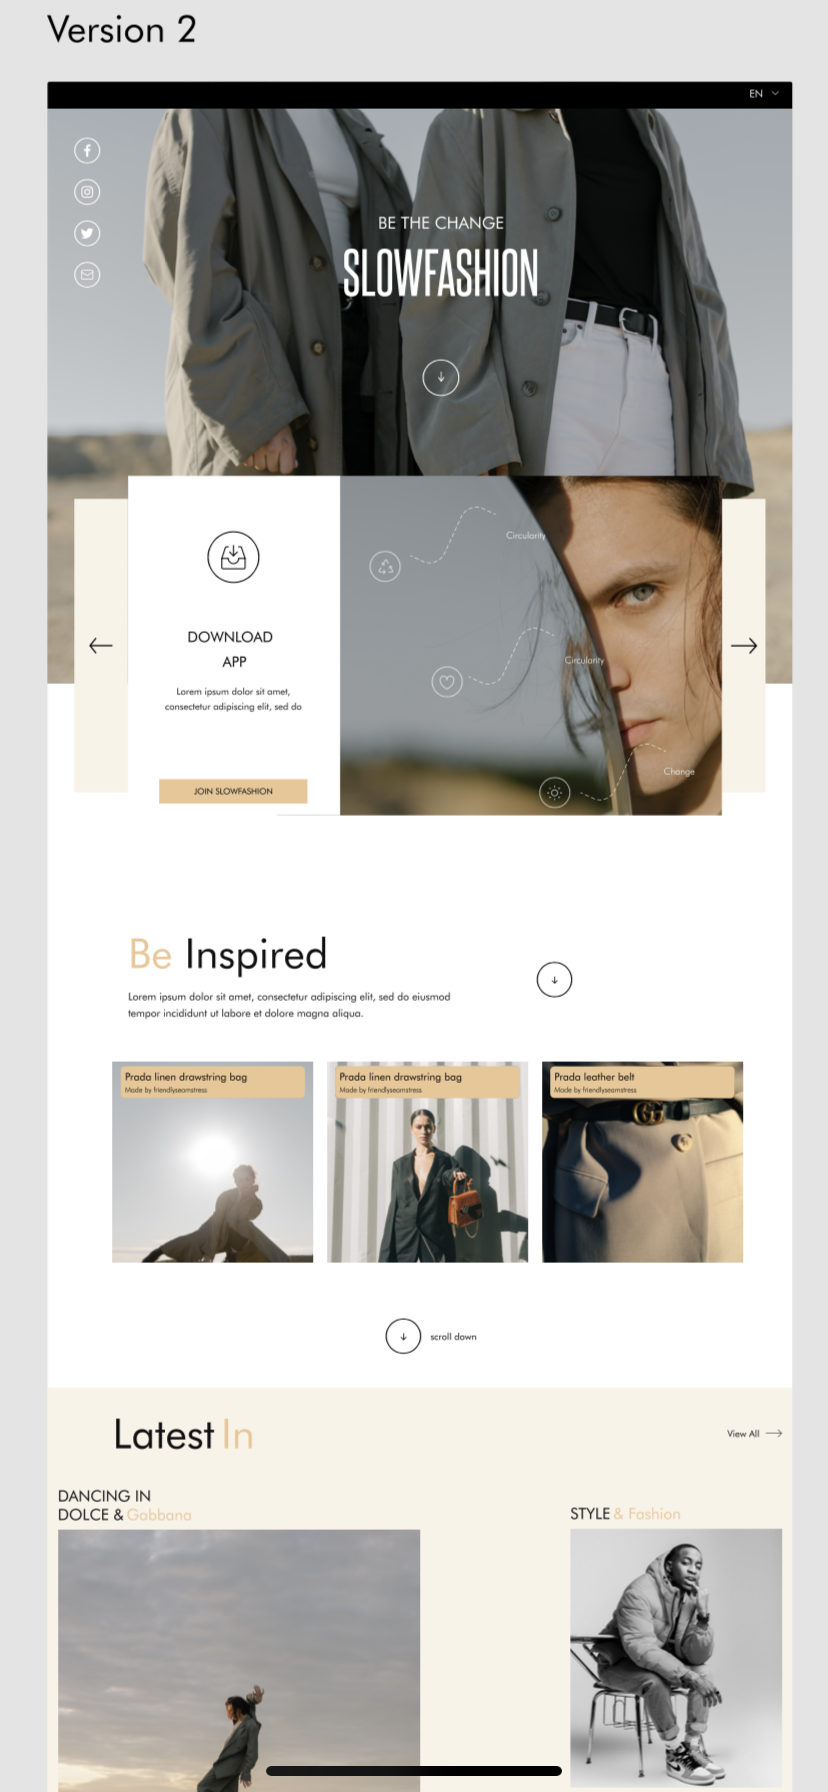 Version 2
EN
BE THE CHANGE
SLOWFASHION
Circularity
DOWNLOAD
APP
Lorem ipsum dolor sit amet,
consectetur adipiscing elit, sed do
Circularity
Change
JOIN SLOWFASHION
Be Inspired
Lorem ipsum dolor sit amet, consectetur adipiscing elit, sed do eiusmod
tempor incididunt ut labore et dolore magna aliqua.
Prada linen drawstring bag
Made by friendlyseamstress
Prada linen drawstring bag
Made by friendlyseamstress
Prada leather belt
Made by friendlyseamstress
scroll down
Latest In
View All
DANCING IN
DOLCE & Gabbana
STYLE & Fashion